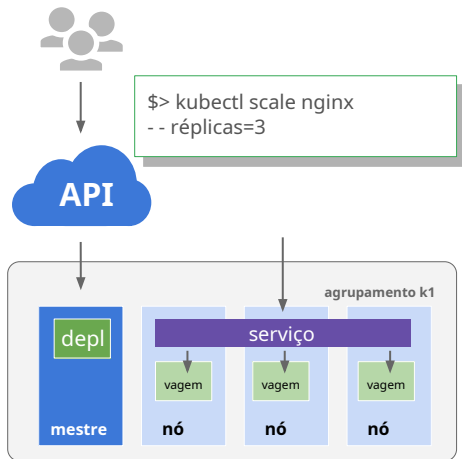 $> kubectl scale nginx
- - réplicas=3
API
agrupamento k1
serviço
depl
vagem
vagem
vagem
mestre
nó
nó
nó